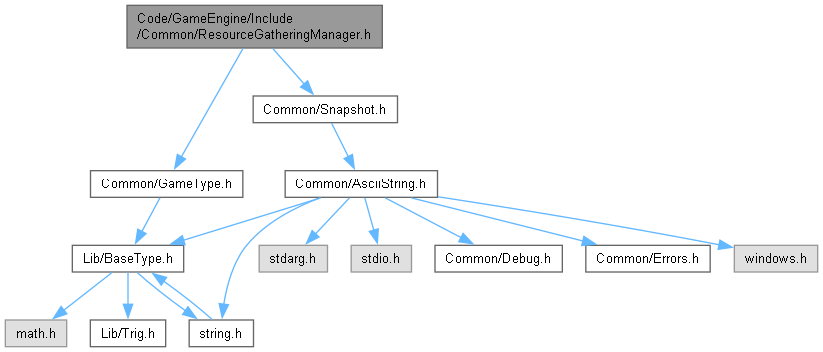 Code/GameEngine/Include
/Common/ResourceGatheringManager.h
Common/Snapshot.h
Common/GameType.h
Common/AsciiString.h
Lib/BaseType.h
stdarg.h
stdio.h
Common/Debug.h
Common/Errors.h
windows.h
math.h
Lib/Trig.h
string.h